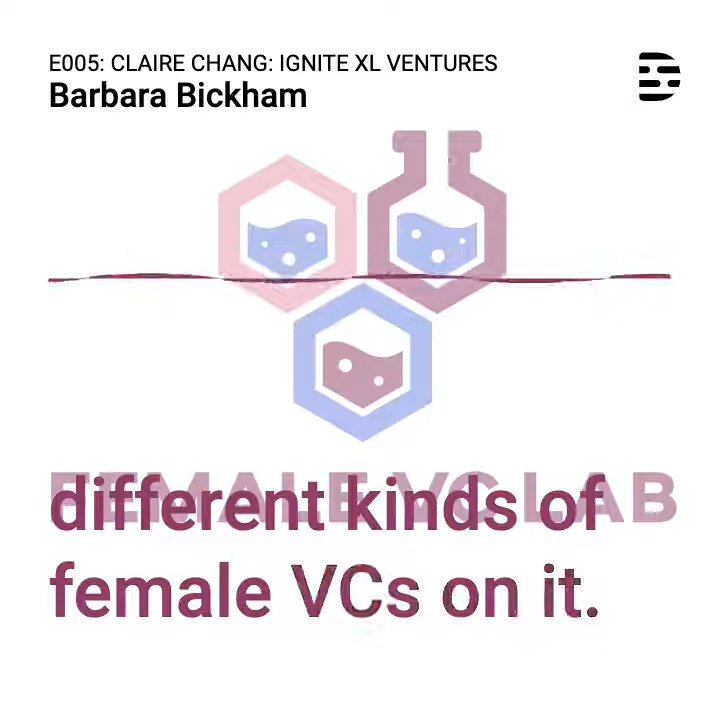 E005: CLAIRE CHANG: IGNITE XL VENTURES
Barbara Bickham
FEMALE VC LAB
different kinds of
female VCs on it.